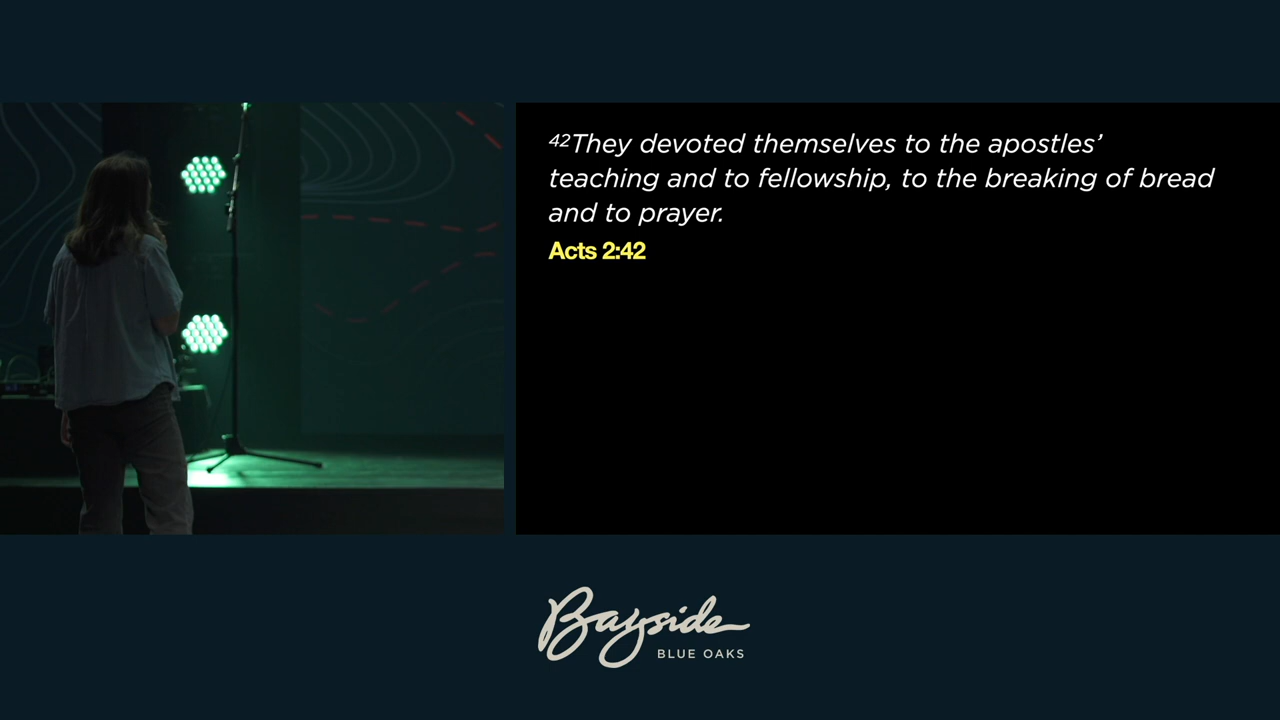 42They devoted themselves to the apostles’
teaching and to fellowship, to the breaking of bread
and to prayer.
Acts 2:42
Bayside
BLUE OAKS